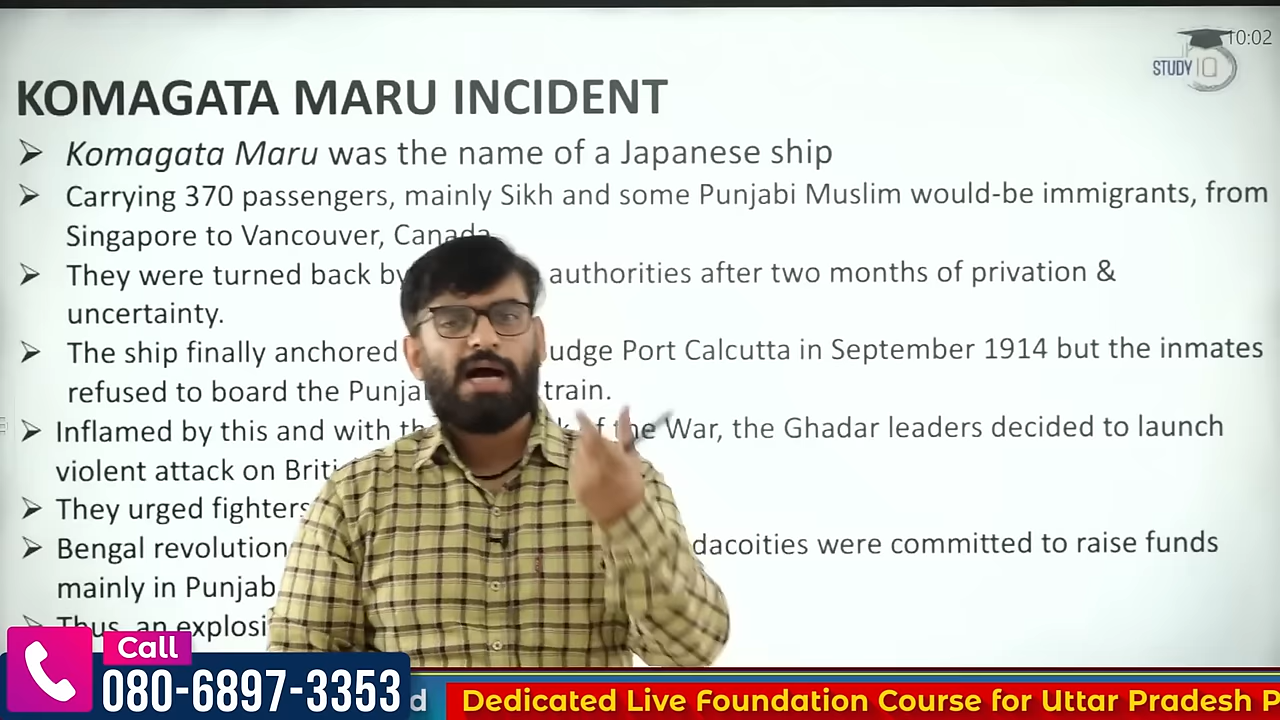 10:02
STUDY IQ
KOMAGATA MARU INCIDENT
➢ Komagata Maru was the name of a Japanese ship
➢ Carrying 370 passengers, mainly Sikh and some Punjabi Muslim would-be immigrants, from
Singapore to Vancouver, Canada
➢ They were turned back by authorities after two months of privation &
uncertainty.
➢ The ship finally anchored Port Calcutta in September 1914 but the inmates
refused to board the train.
➢ Inflamed by this and with the War, the Ghadar leaders decided to launch
violent attack on
➢ They urged fighters
➢ Bengal dacoities were committed to raise funds
mainly in Punjab
➢ Thus, an
Call
080-6897-3353
Dedicated Live Foundation Course for Uttar Pradesh